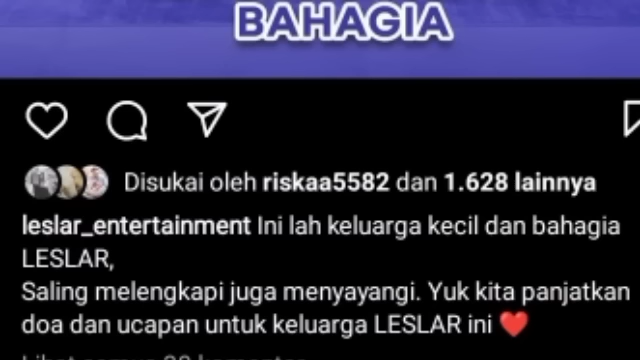 BAHAGIA
Disukai oleh riskaa5582 dan 1.628 lainnya
leslar_entertainment Ini lah keluarga kecil dan bahagia
LESLAR,
Saling melengkapi juga menyayangi. Yuk kita panjatkan
doa dan ucapan untuk keluarga LESLAR ini ❤️